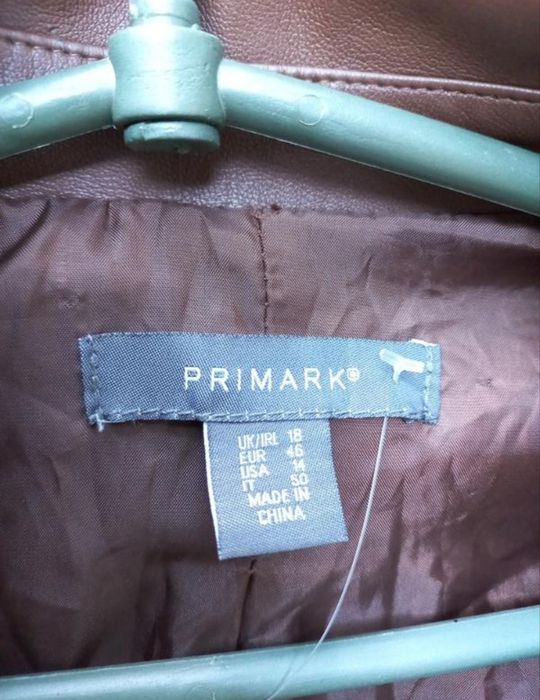 PRIMARK®
UK/IRL 18
EUR 46
USA 14
IT 50
MADE IN
CHINA